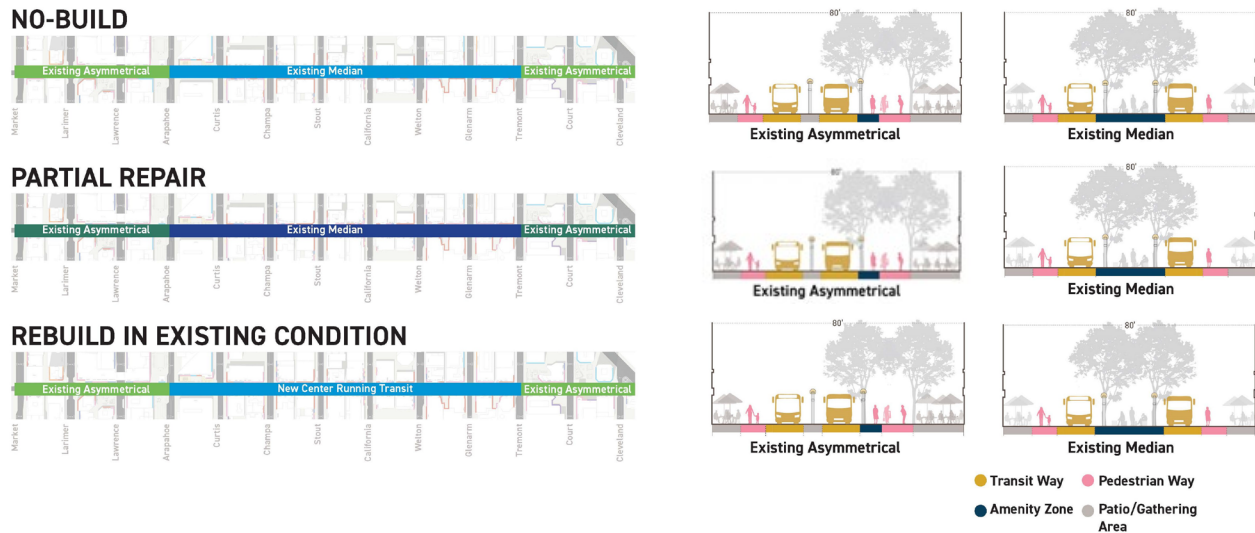 NO-BUILD
Existing Asymmetrical Existing Median Existing Asymmetrical
Market Larimer Lawrence Arapahoe Curtis Champa Stout California Welton Glenarm Tremont Court Cleveland
80' 80'
Existing Asymmetrical Existing Median
PARTIAL REPAIR
Existing Asymmetrical Existing Median Existing Asymmetrical
Market Larimer Lawrence Arapahoe Curtis Champa Stout California Welton Glenarm Tremont Court Cleveland
80' 80'
Existing Asymmetrical Existing Median
REBUILD IN EXISTING CONDITION
Existing Asymmetrical New Center Running Transit Existing Asymmetrical
Market Larimer Lawrence Arapahoe Curtis Champa Stout California Welton Glenarm Tremont Court Cleveland
80' 80'
Existing Asymmetrical Existing Median
Transit Way Pedestrian Way
Amenity Zone Patio/Gathering
Area